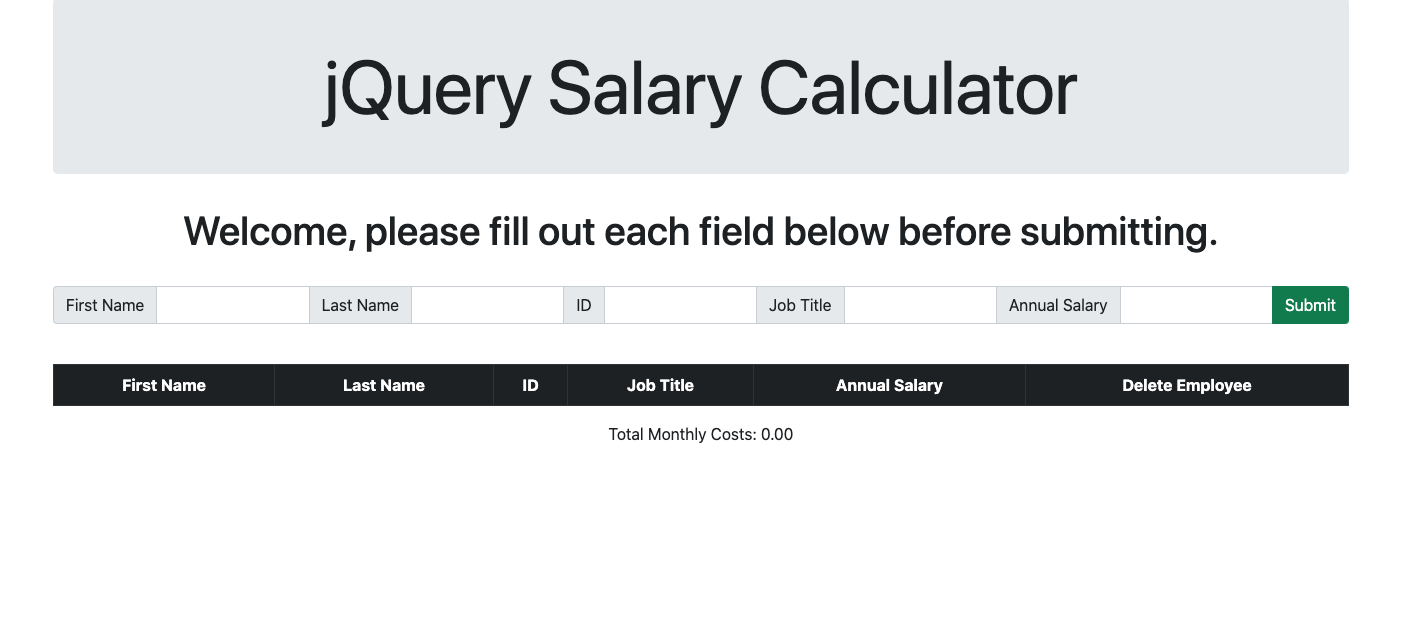 jQuery Salary Calculator
Welcome, please fill out each field below before submitting.
First Name Last Name ID Job Title Annual Salary Submit
First Name Last Name ID Job Title Annual Salary Delete Employee
Total Monthly Costs: 0.00